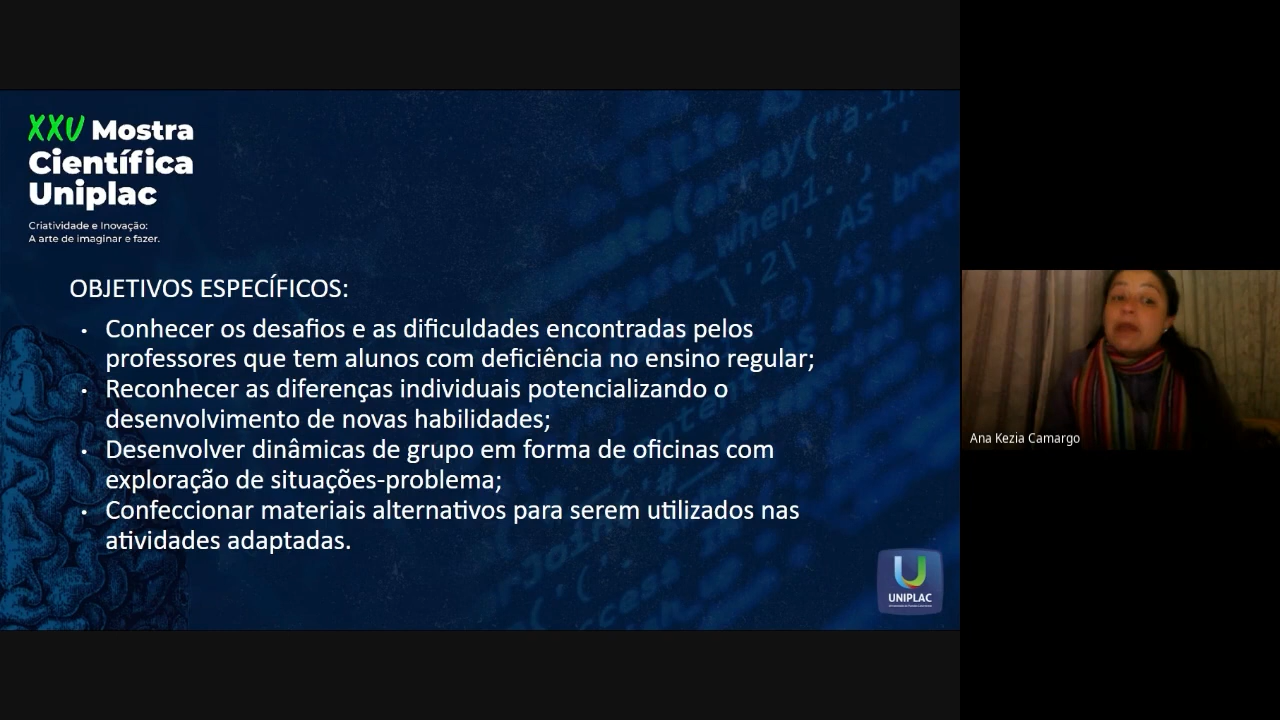 XXV Mostra
Científica
Uniplac
Criatividade e Inovação:
A arte de imaginar e fazer.
OBJETIVOS ESPECÍFICOS:
• Conhecer os desafios e as dificuldades encontradas pelos
professores que tem alunos com deficiência no ensino regular;
• Reconhecer as diferenças individuais potencializando o
desenvolvimento de novas habilidades;
• Desenvolver dinâmicas de grupo em forma de oficinas com
exploração de situações-problema;
• Confeccionar materiais alternativos para serem utilizados nas
atividades adaptadas.
UNIPLAC
Ana Kezia Camargo